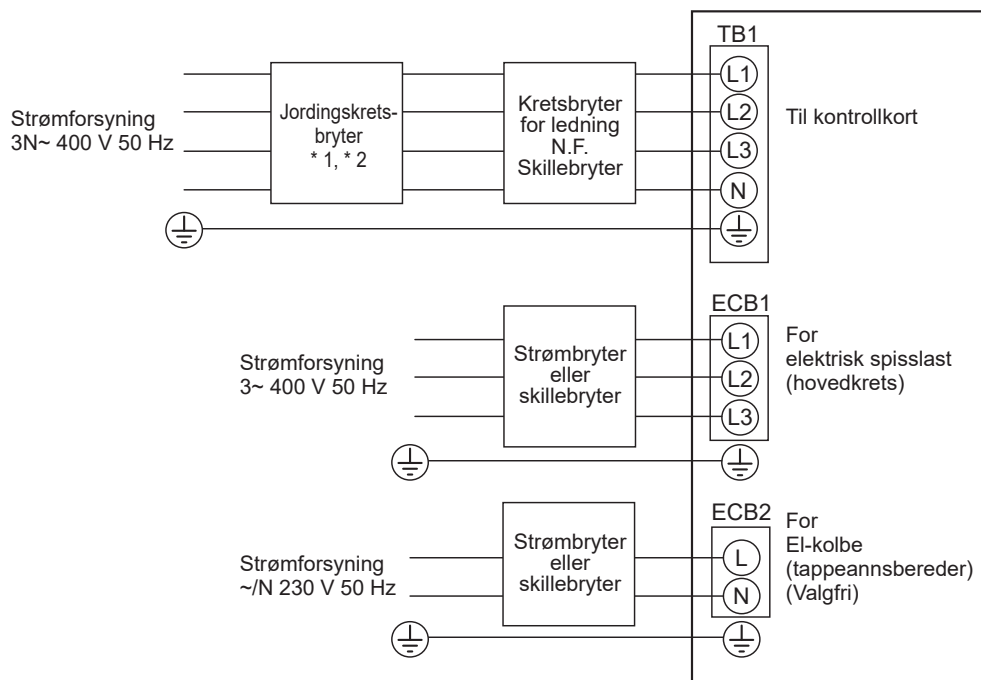 TB1
Strømforsyning
3N~ 400 V 50 Hz
Jordingskrets-
bryter
* 1, * 2
Kretsbryter
for ledning
N.F.
Skillebryter
L1
L2
L3
N
Til kontrollkort
ECB1
Strømforsyning
3~ 400 V 50 Hz
Strømbryter
eller
skillebryter
L1
L2
L3
For
elektrisk spisslast
(hovedkrets)
ECB2
Strømforsyning
~/N 230 V 50 Hz
Strømbryter
eller
skillebryter
L
N
For
El-kolbe
(tappeannsbereder)
(Valgfri)